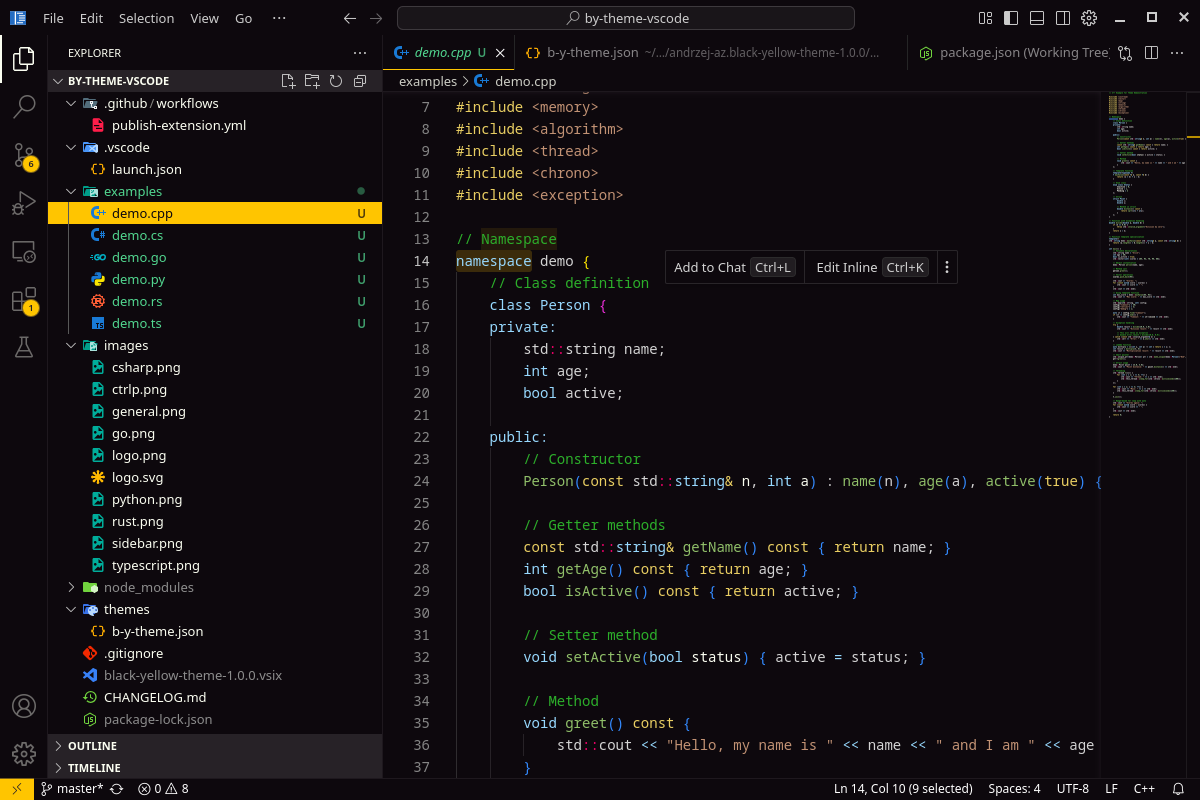 File Edit Selection View Go ···
by-theme-vscode
EXPLORER ···
demo.cpp U
b-y-theme.json ~/.../andrzej-az.black-yellow-theme-1.0.0/...
package.json (Working Tree
BY-THEME-VSCODE
.github / workflows
publish-extension.yml
.vscode
launch.json
examples
demo.cpp U
demo.cs U
demo.go U
demo.py U
demo.rs U
demo.ts U
images
csharp.png
ctrlp.png
general.png
go.png
logo.png
logo.svg
python.png
rust.png
sidebar.png
typescript.png
node_modules
themes
b-y-theme.json
.gitignore
black-yellow-theme-1.0.0.vsix
CHANGELOG.md
package-lock.json
OUTLINE
TIMELINE
6
1
examples > demo.cpp
7 #include <memory>
8 #include <algorithm>
9 #include <thread>
10 #include <chrono>
11 #include <exception>
12
13 // Namespace
14 namespace demo {
Add to Chat Ctrl+L Edit Inline Ctrl+K
15 // Class definition
16 class Person {
17 private:
18 std::string name;
19 int age;
20 bool active;
21
22 public:
23 // Constructor
24 Person(const std::string& n, int a) : name(n), age(a), active(true) {
25
26 // Getter methods
27 const std::string& getName() const { return name; }
28 int getAge() const { return age; }
29 bool isActive() const { return active; }
30
31 // Setter method
32 void setActive(bool status) { active = status; }
33
34 // Method
35 void greet() const {
36 std::cout << "Hello, my name is " << name << " and I am " << age
37 }
master* 0 8 Ln 14, Col 10 (9 selected) Spaces: 4 UTF-8 LF C++